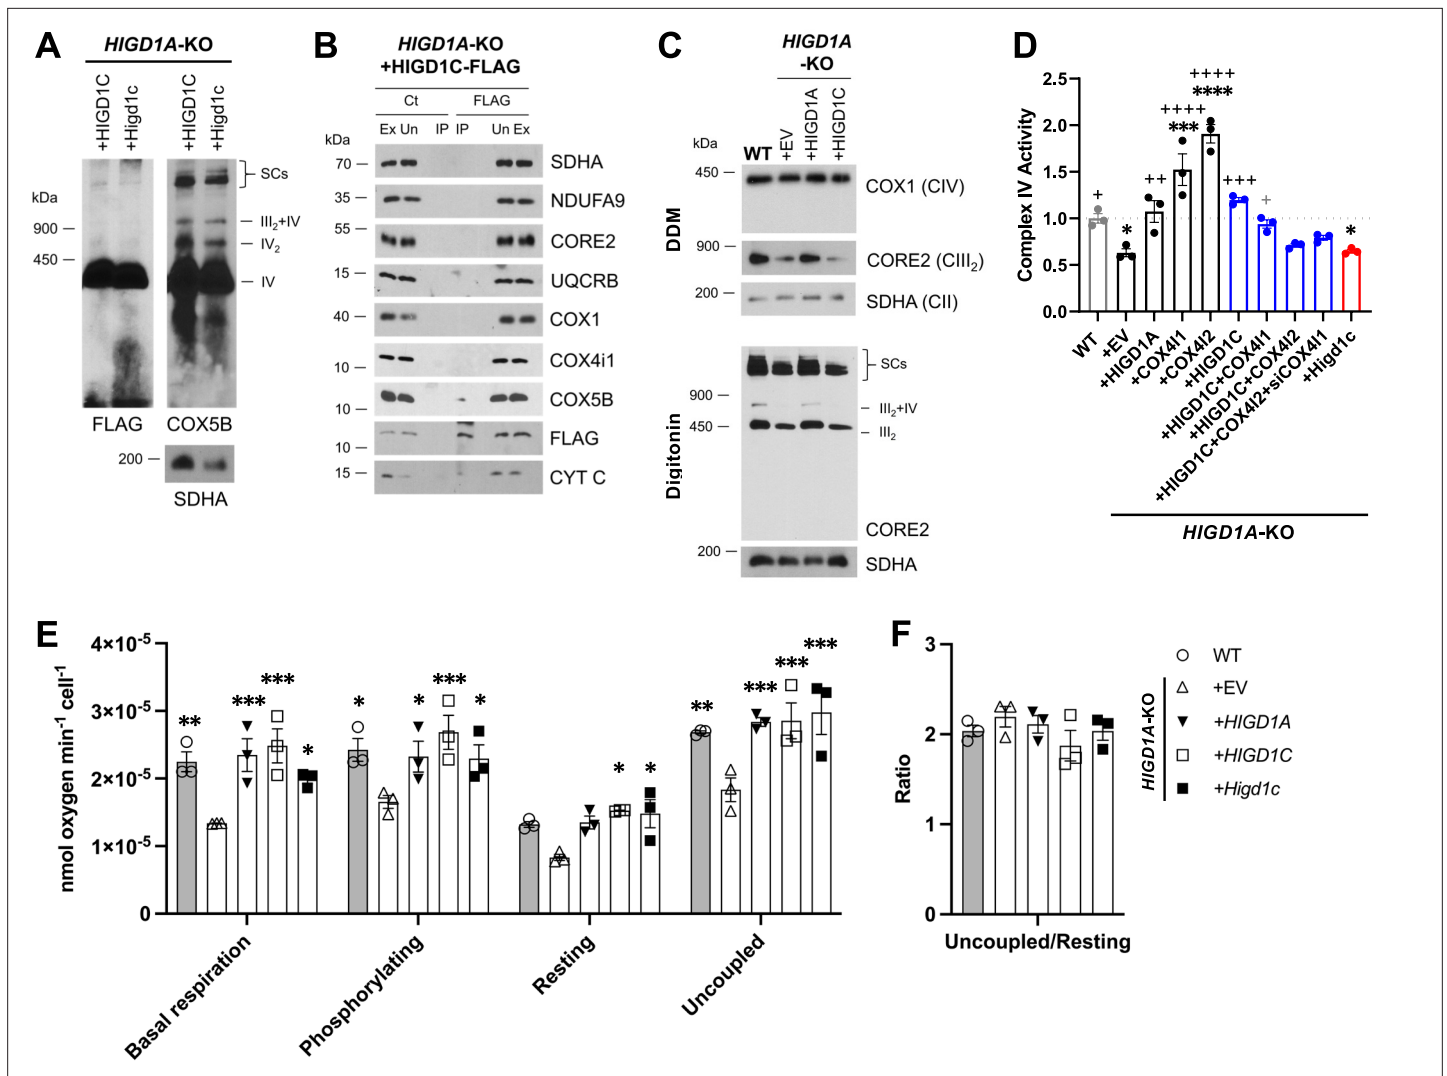 A
HIGD1A-KO
+HIGD1C
+Higd1c
+HIGD1C
+Higd1c
kDa
900
450
SCs
III2+IV
IV2
IV
FLAG
COX5B
200
SDHA
B
HIGD1A-KO
+HIGD1C-FLAG
Ct
FLAG
Ex Un IP IP Un Ex
kDa
70
SDHA
35
NDUFA9
55
CORE2
15
UQCRB
40
COX1
10
COX4i1
10
COX5B
10
FLAG
15
CYT C
C
HIGD1A
-KO
WT
+EV
+HIGD1A
+HIGD1C
kDa
DDM
450
COX1 (CIV)
900
CORE2 (CIII2)
200
SDHA (CII)
Digitonin
SCs
900
III2+IV
450
III2
CORE2
200
SDHA
D
Complex IV Activity
2.5
2.0
1.5
1.0
0.5
0.0
+
*
++
++++
***
++++
****
+++
+
*
WT
+EV
+HIGD1A
+COX4I1
+COX4I2
+HIGD1C
+HIGD1C+COX4I1
+HIGD1C+COX4I2
+HIGD1C+COX4I2+siCOX4I1
+Higd1c
HIGD1A-KO
E
nmol oxygen min-1 cell-1
4×10-5
3×10-5
2×10-5
1×10-5
0
** *** *** *
* * *** *
* *
** *** *** ***
Basal respiration
Phosphorylating
Resting
Uncoupled
F
Ratio
3
2
1
0
Uncoupled/Resting
WT
HIGD1A-KO
+EV
+HIGD1A
+HIGD1C
+Higd1c